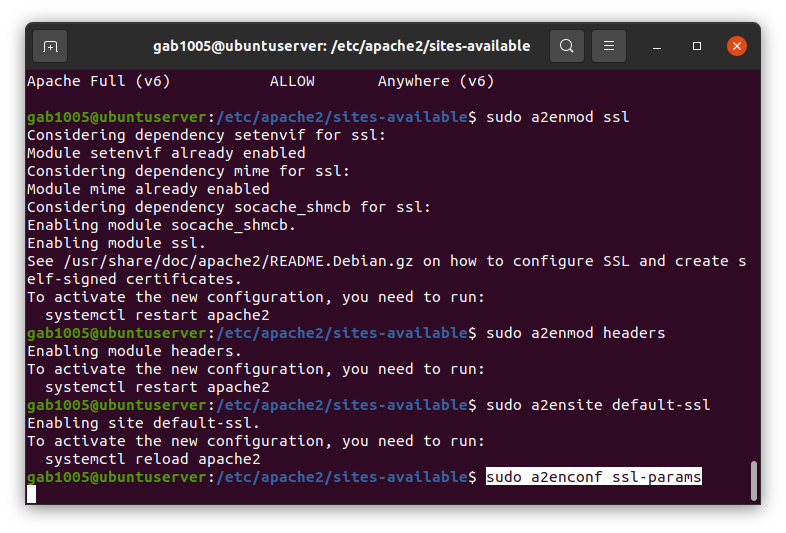 gab1005@ubuntuserver: /etc/apache2/sites-available
Apache Full (v6)           ALLOW       Anywhere (v6)
gab1005@ubuntuserver:/etc/apache2/sites-available$ sudo a2enmod ssl
Considering dependency setenvif for ssl:
Module setenvif already enabled
Considering dependency mime for ssl:
Module mime already enabled
Considering dependency socache_shmcb for ssl:
Enabling module socache_shmcb.
Enabling module ssl.
See /usr/share/doc/apache2/README.Debian.gz on how to configure SSL and create s
elf-signed certificates.
To activate the new configuration, you need to run:
  systemctl restart apache2
gab1005@ubuntuserver:/etc/apache2/sites-available$ sudo a2enmod headers
Enabling module headers.
To activate the new configuration, you need to run:
  systemctl restart apache2
gab1005@ubuntuserver:/etc/apache2/sites-available$ sudo a2ensite default-ssl
Enabling site default-ssl.
To activate the new configuration, you need to run:
  systemctl reload apache2
gab1005@ubuntuserver:/etc/apache2/sites-available$ sudo a2enconf ssl-params